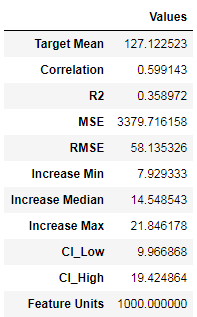 Values
Target Mean 127.122523
Correlation 0.599143
R2 0.358972
MSE 3379.716158
RMSE 58.135326
Increase Min 7.929333
Increase Median 14.548543
Increase Max 21.846178
CI_Low 9.966868
CI_High 19.424864
Feature Units 1000.000000